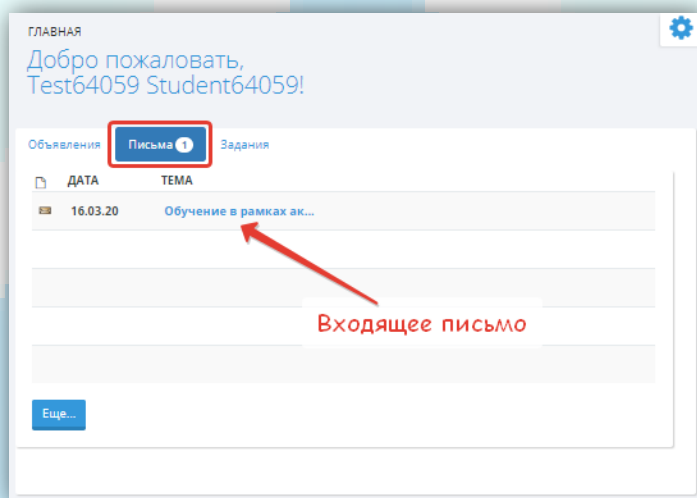 ГЛАВНАЯ
Добро пожаловать,
Test64059 Student64059!
Объявления Письма 1 Задания
ДАТА ТЕМА
16.03.20 Обучение в рамках ак...
Входящее письмо
Еще...